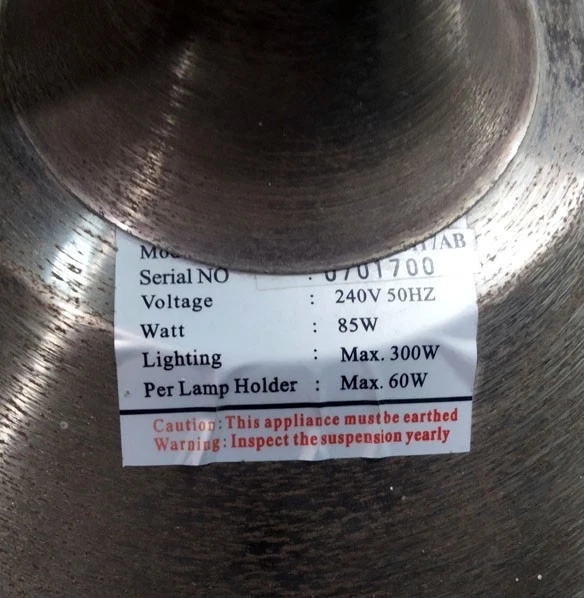 /AB
Serial NO : 0701700
Voltage : 240V 50HZ
Watt : 85W
Lighting : Max. 300W
Per Lamp Holder : Max. 60W
Caution: This appliance must be earthed
Warning: Inspect the suspension yearly